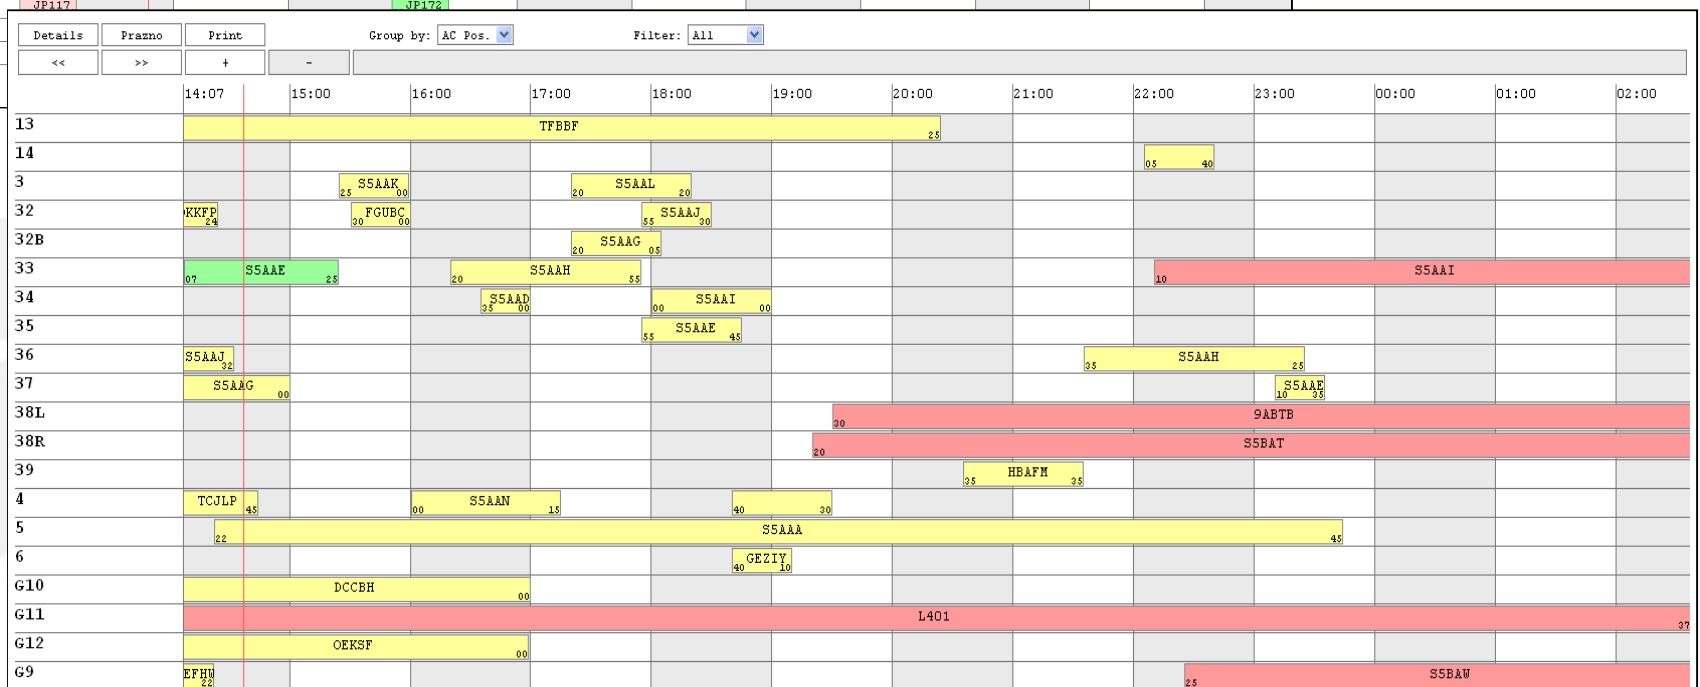 JP117 JP172
Details Prazno Print Group by: AC Pos. Filter: All
<< >> + -
14:07 15:00 16:00 17:00 18:00 19:00 20:00 21:00 22:00 23:00 00:00 01:00 02:00
13 TFBBF 25
14 05 40
3 25 S5AAK 00 20 S5AAL 20
32 KKFP 24 30 FGUBC 00 55 S5AAJ 30
32B 20 S5AAG 05
33 07 S5AAE 25 20 S5AAH 55 10 S5AAI
34 35 S5AAD 00 00 S5AAI 00
35 55 S5AAE 45
36 S5AAJ 32 35 S5AAH 25
37 S5AAG 00 10 S5AAE 35
38L 30 9ABTB
38R 20 S5BAT
39 35 HBAFM 35
4 TCJLP 45 00 S5AAN 15 40 30
5 22 S5AAA 45
6 40 GEZIY 10
G10 DCCBH 00
G11 L401 37
G12 OEKSF 00
G9 EFHW 22 25 S5BAW